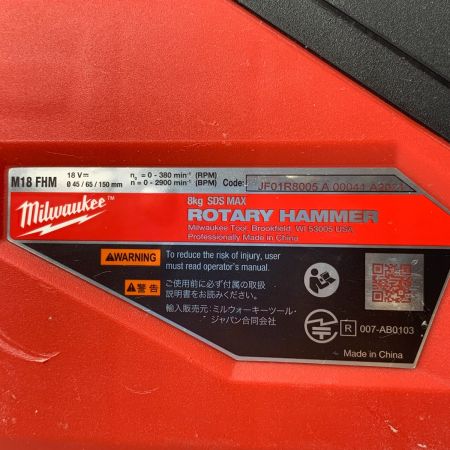 M18 FHM
18 V⎓
Ø 45 / 65 / 150 mm
n₀ = 0 - 380 min⁻¹ (RPM)
n = 0 - 2900 min⁻¹ (BPM)
Code: JF01R8005 A 00041 A2021
Milwaukee™
8kg SDS MAX
ROTARY HAMMER
Milwaukee Tool, Brookfield, WI 53005 USA
Professionally Made in China
WARNING
To reduce the risk of injury, user
must read operator's manual.
警告
ご使用前に必ず付属の取扱
説明書をお読みください。
輸入販売元:ミルウォーキーツール・
ジャパン合同会社
R 007-AB0103
Made in China